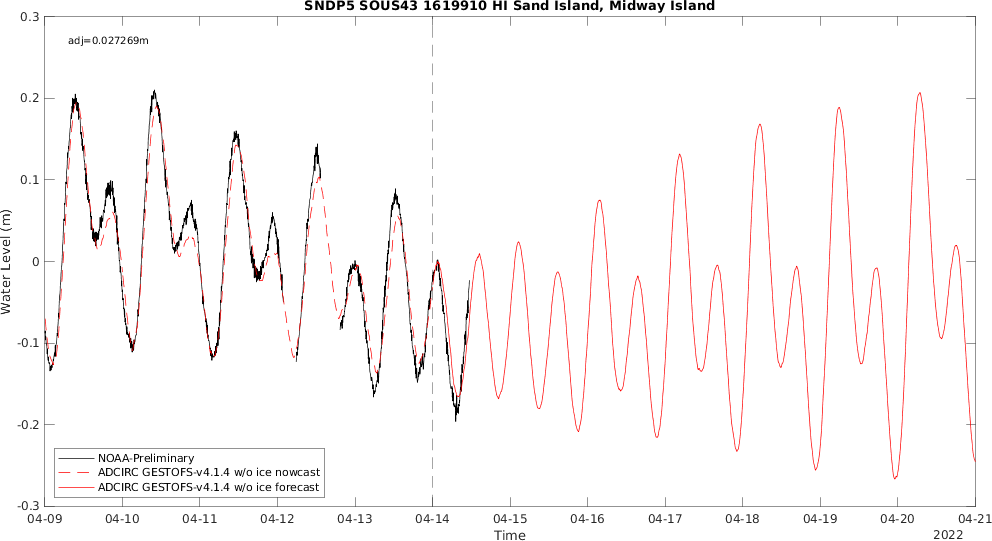 SNDP5 SOUS43 1619910 HI Sand Island, Midway Island
0.3
adj=0.027269m
0.2
0.1
0
-0.1
-0.2
-0.3
Water Level (m)
NOAA-Preliminary
ADCIRC GESTOFS-v4.1.4 w/o ice nowcast
ADCIRC GESTOFS-v4.1.4 w/o ice forecast
04-09 04-10 04-11 04-12 04-13 04-14 04-15 04-16 04-17 04-18 04-19 04-20 04-21
Time
2022